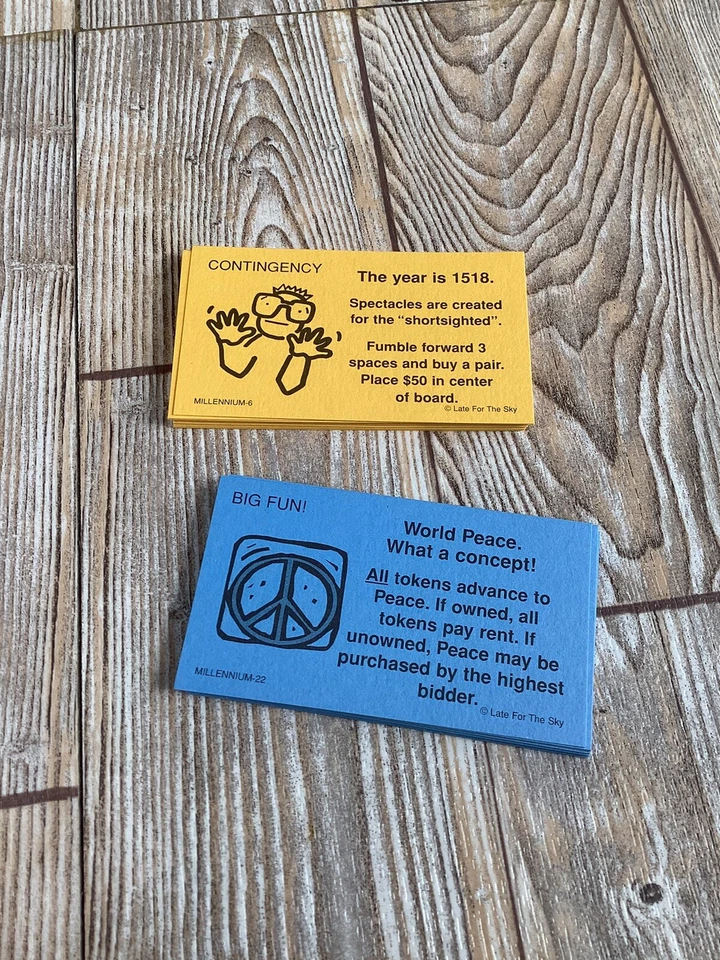 CONTINGENCY
The year is 1518.
Spectacles are created
for the “shortsighted”.
Fumble forward 3
spaces and buy a pair.
Place $50 in center
of board.
MILLENNIUM-6
© Late For The Sky
BIG FUN!
World Peace.
What a concept!
All tokens advance to
Peace. If owned, all
tokens pay rent. If
unowned, Peace may be
purchased by the highest
bidder.
MILLENNIUM-22
© Late For The Sky